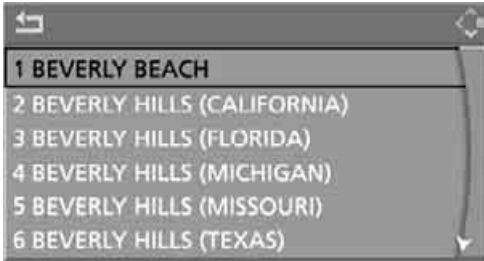 1 BEVERLY BEACH
2 BEVERLY HILLS (CALIFORNIA)
3 BEVERLY HILLS (FLORIDA)
4 BEVERLY HILLS (MICHIGAN)
5 BEVERLY HILLS (MISSOURI)
6 BEVERLY HILLS (TEXAS)